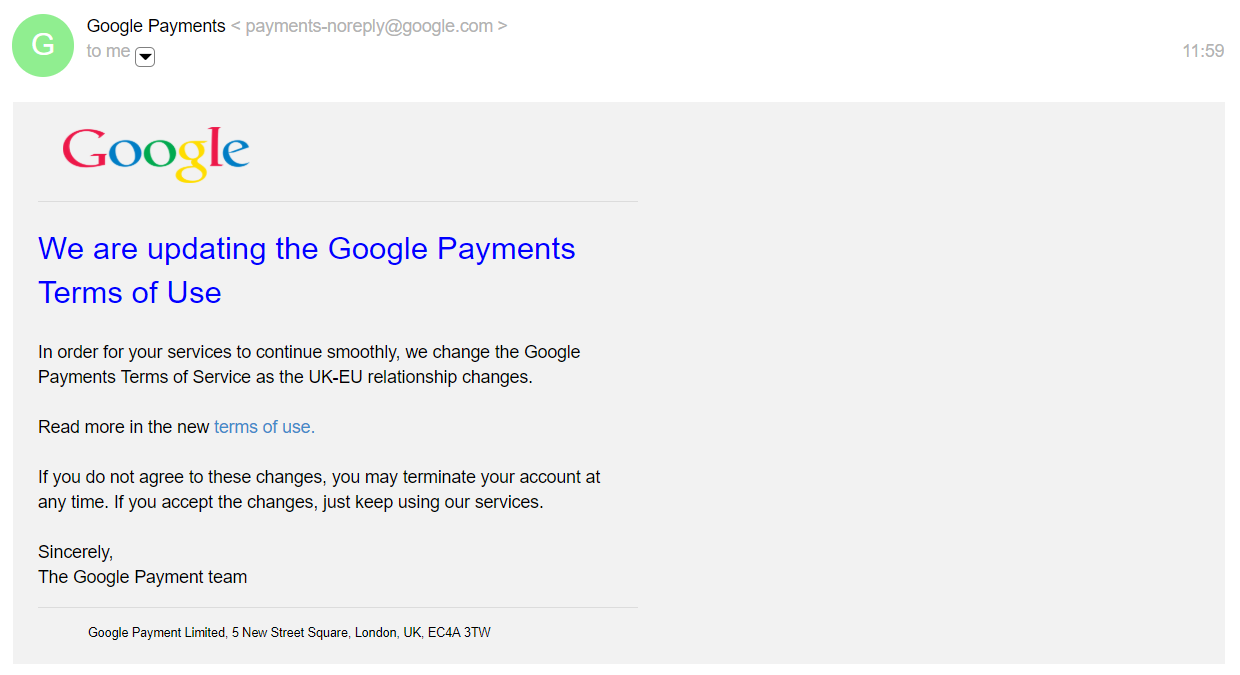 G
Google Payments < payments-noreply@google.com >
to me
11:59
Google
We are updating the Google Payments
Terms of Use
In order for your services to continue smoothly, we change the Google
Payments Terms of Service as the UK-EU relationship changes.
Read more in the new terms of use.
If you do not agree to these changes, you may terminate your account at
any time. If you accept the changes, just keep using our services.
Sincerely,
The Google Payment team
Google Payment Limited, 5 New Street Square, London, UK, EC4A 3TW